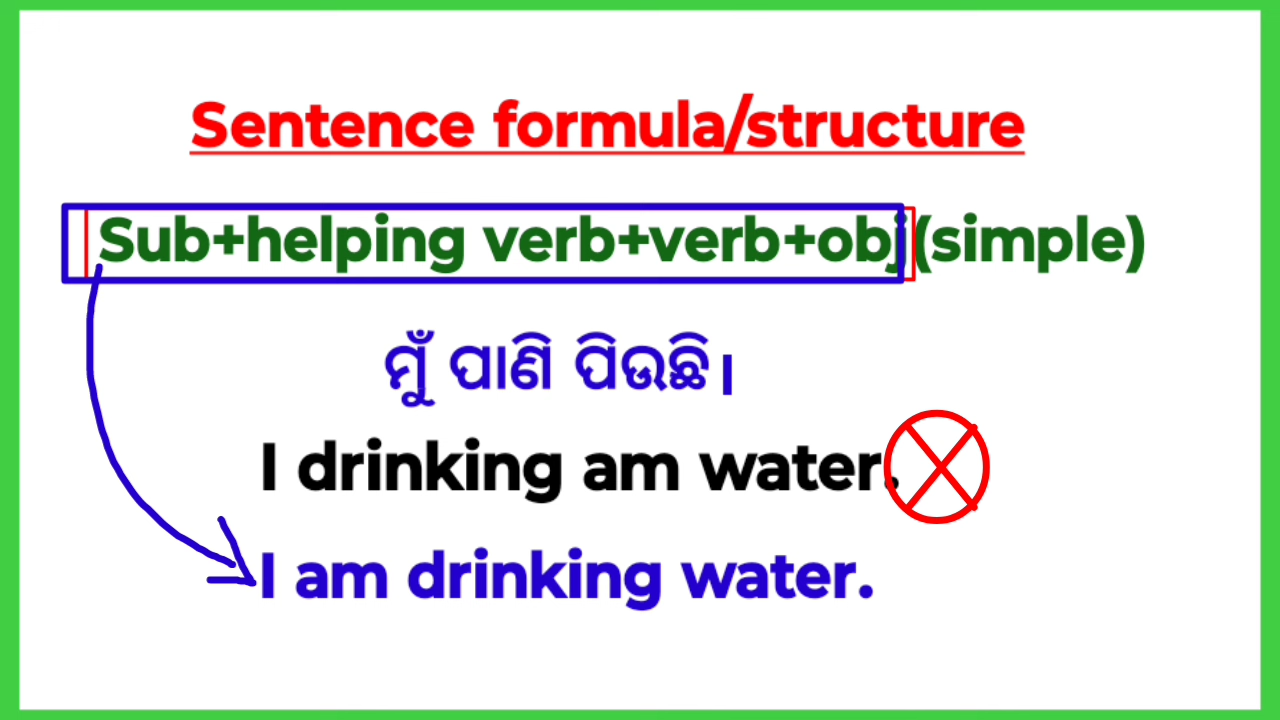 Sentence formula/structure
Sub+helping verb+verb+obj(simple)
ମୁଁ ପାଣି ପିଉଛି।
I drinking am water.
I am drinking water.